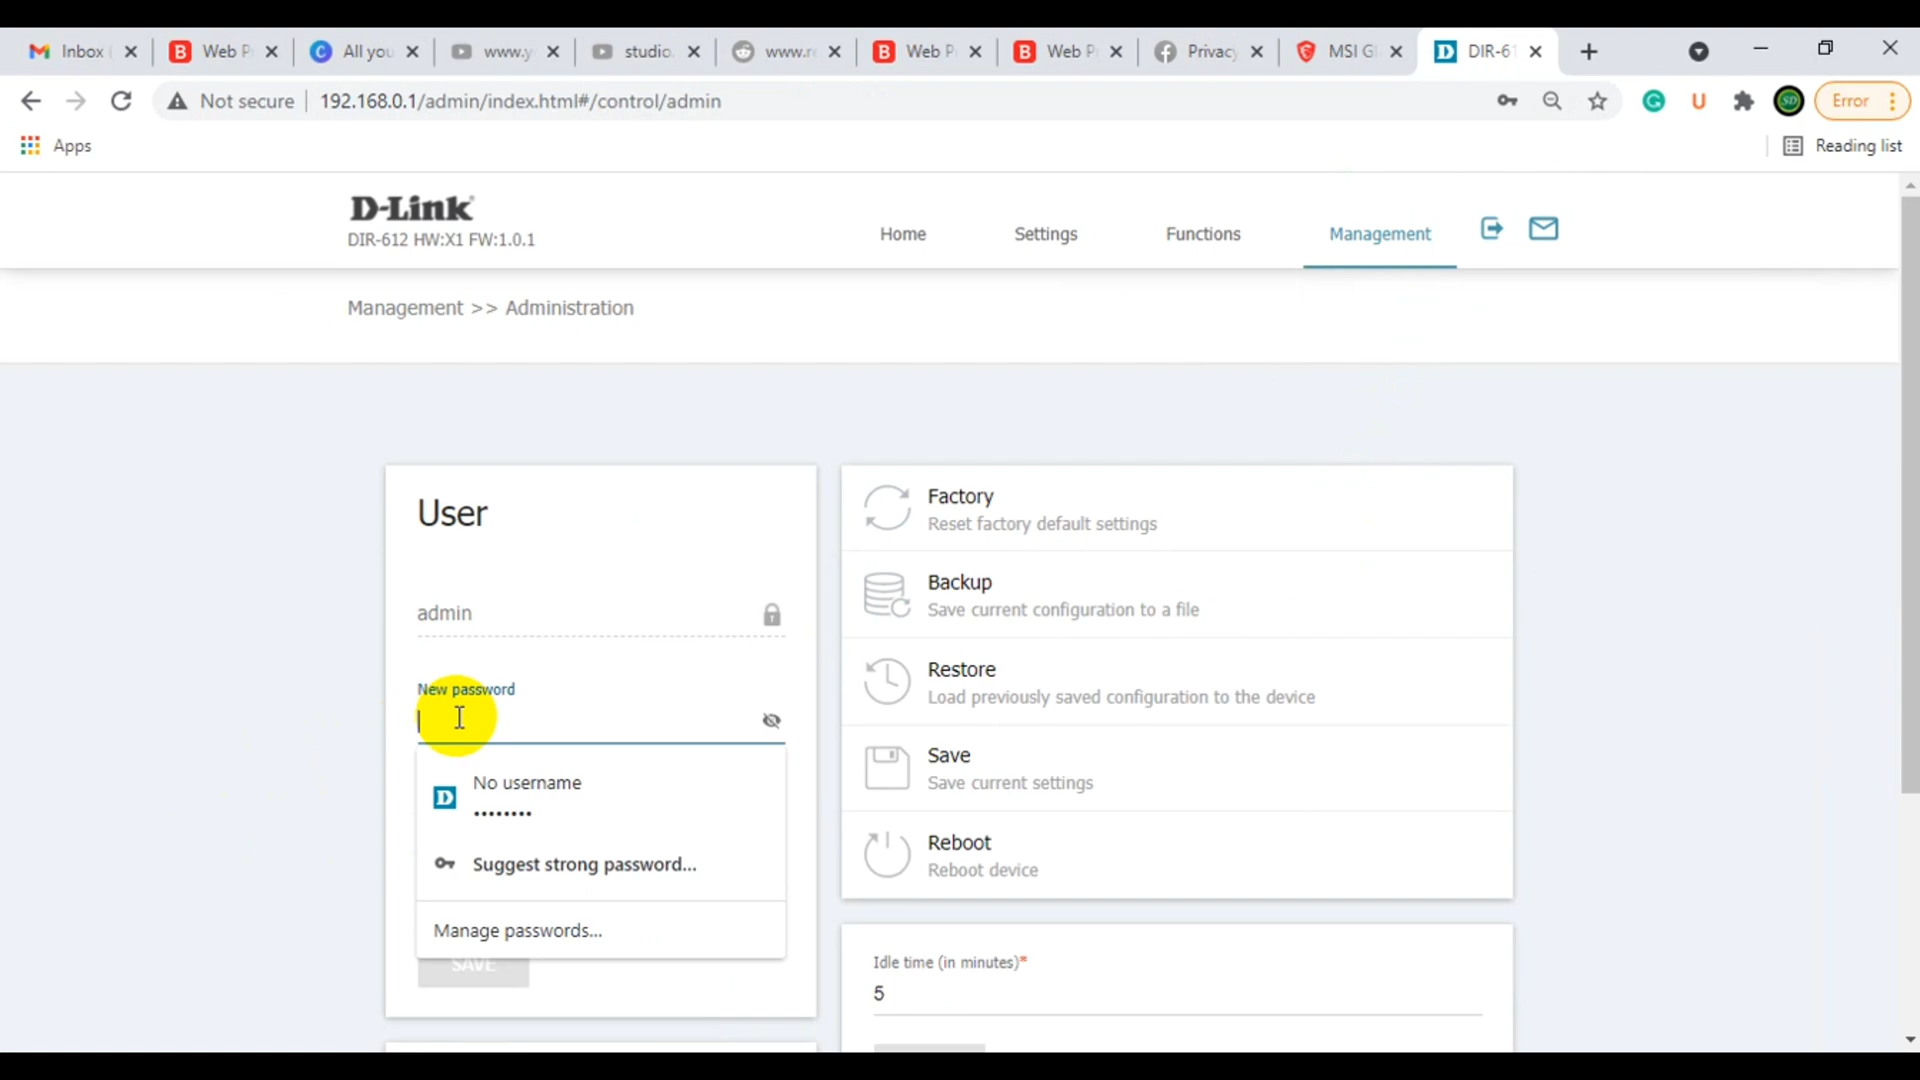 Inbox
Web P
All you
www.y
studio.
www.re
Web P
Web P
Privacy
MSI G
DIR-61
Not secure
192.168.0.1/admin/index.html#/control/admin
Error
Apps
Reading list
D-Link
DIR-612 HW:X1 FW:1.0.1
Home
Settings
Functions
Management
Management >> Administration
User
admin
New password
No username
••••••••
Suggest strong password...
Manage passwords...
SAVE
Factory
Reset factory default settings
Backup
Save current configuration to a file
Restore
Load previously saved configuration to the device
Save
Save current settings
Reboot
Reboot device
Idle time (in minutes)*
5